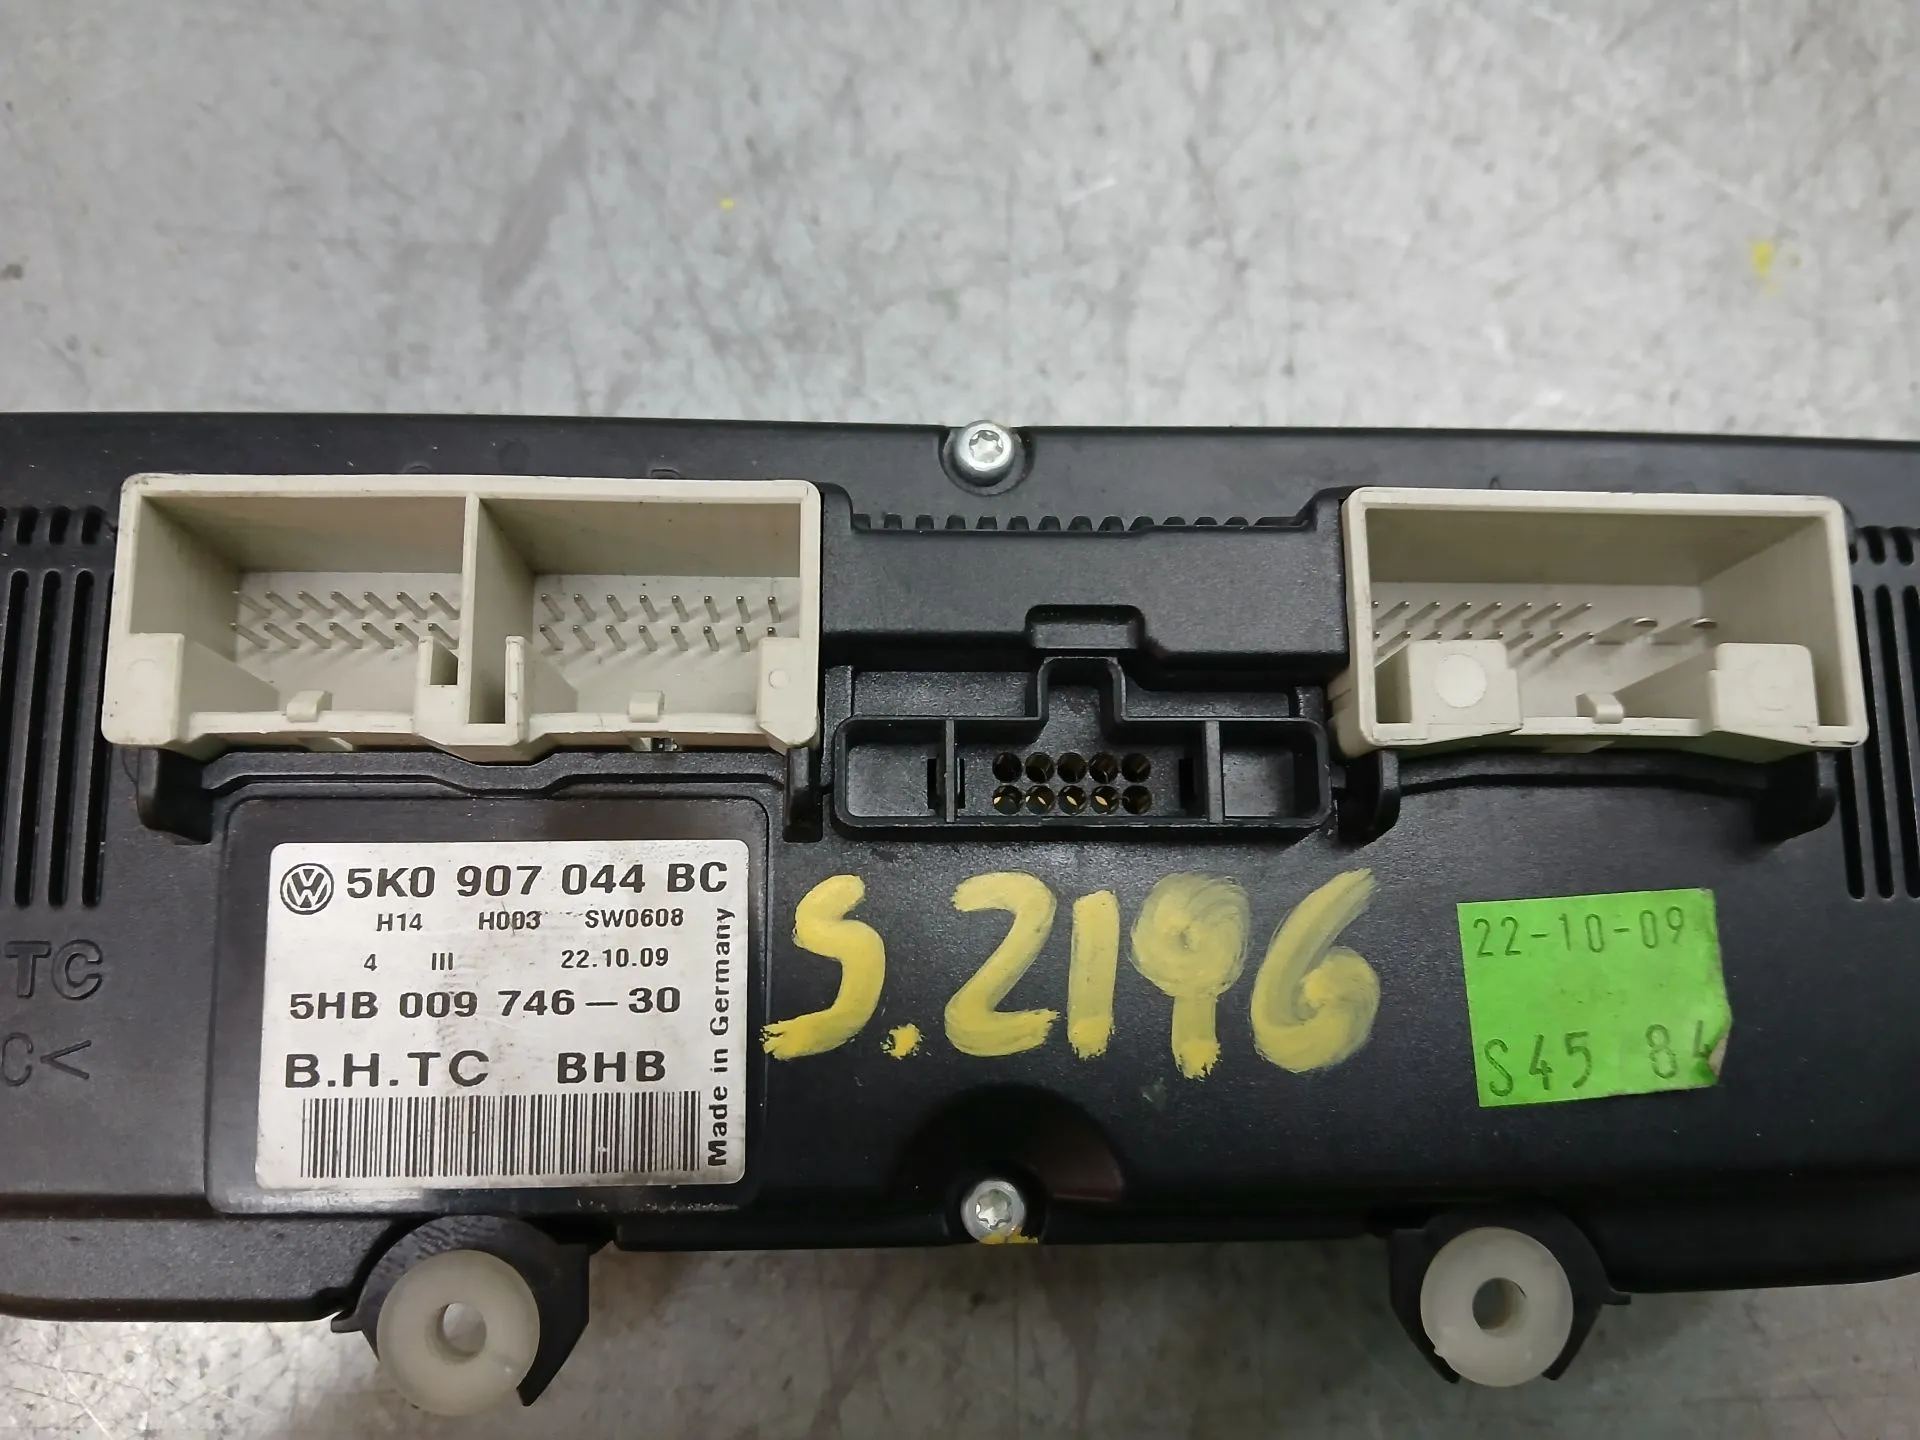 5K0 907 044 BC
H14 H003 SW0608
4 III 22.10.09
5HB 009 746-30
B.H.TC BHB
Made in Germany
S.2196
22-10-09
S45 84
TC
C<